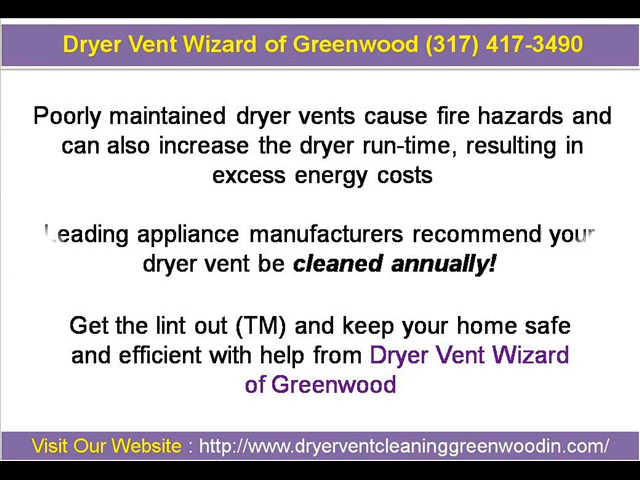 Dryer Vent Wizard of Greenwood (317) 417-3490
Poorly maintained dryer vents cause fire hazards and
can also increase the dryer run-time, resulting in
excess energy costs
Leading appliance manufacturers recommend your
dryer vent be cleaned annually!
Get the lint out (TM) and keep your home safe
and efficient with help from Dryer Vent Wizard
of Greenwood
Visit Our Website : http://www.dryerventcleaninggreenwoodin.com/